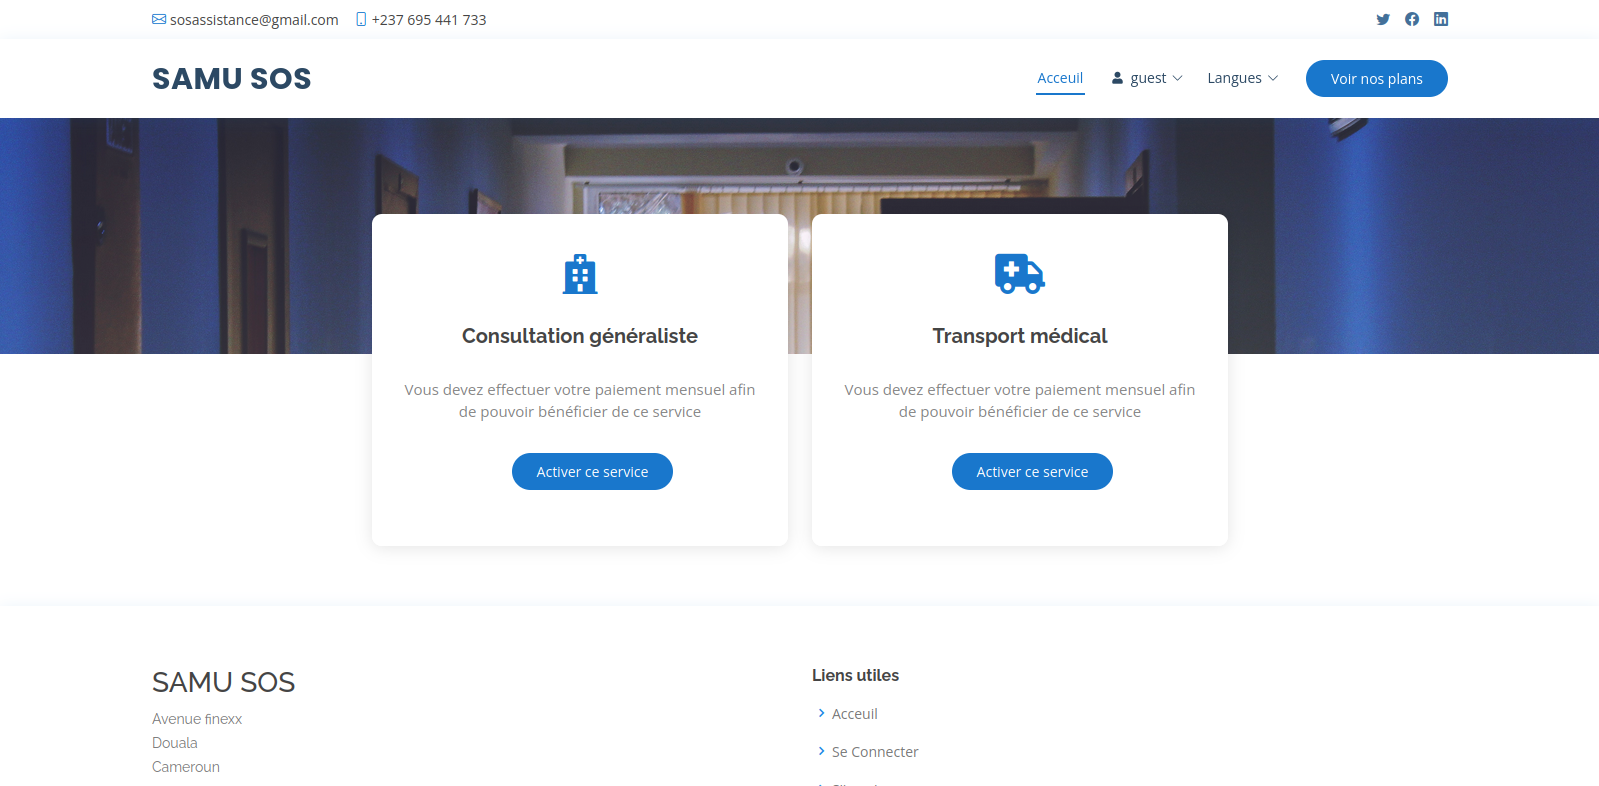 sosassistance@gmail.com +237 695 441 733
SAMU SOS
Acceuil guest Langues Voir nos plans
Consultation généraliste
Vous devez effectuer votre paiement mensuel afin
de pouvoir bénéficier de ce service
Activer ce service
Transport médical
Vous devez effectuer votre paiement mensuel afin
de pouvoir bénéficier de ce service
Activer ce service
SAMU SOS
Avenue finexx
Douala
Cameroun
Liens utiles
Acceuil
Se Connecter